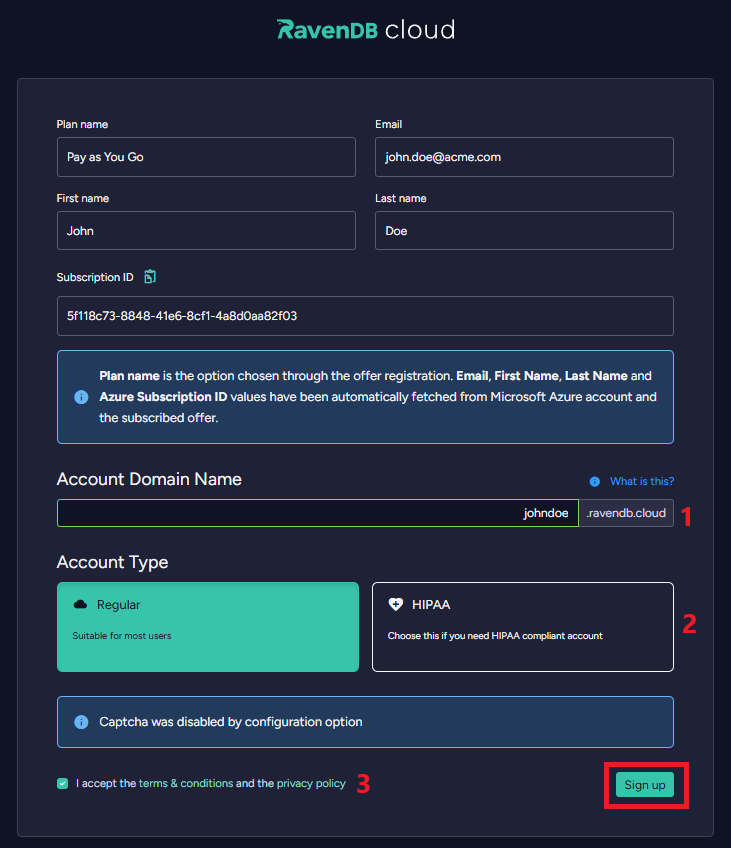 RavenDB cloud
Plan name
Email
Pay as You Go
john.doe@acme.com
First name
Last name
John
Doe
Subscription ID
5f118c73-8848-41e6-8cf1-4a8d0aa82f03
Plan name is the option chosen through the offer registration. Email, First Name, Last Name and
Azure Subscription ID values have been automatically fetched from Microsoft Azure account and
the subscribed offer.
Account Domain Name
What is this?
johndoe
.ravendb.cloud
1
Account Type
Regular
Suitable for most users
HIPAA
Choose this if you need HIPAA compliant account
2
Captcha was disabled by configuration option
I accept the terms & conditions and the privacy policy
3
Sign up